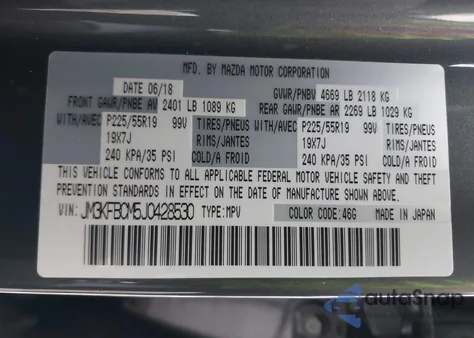 MFD. BY MAZDA MOTOR CORPORATION
DATE 06/18 GVWR/PNBV 4669 LB 2118 KG
FRONT GAWR/PNBE AV 2401 LB 1089 KG REAR GAWR/PNBE AR 2269 LB 1029 KG
WITH/AVEC P225/55R19 99V TIRES/PNEUS WITH/AVEC P225/55R19 99V TIRES/PNEUS
19X7J RIMS/JANTES 19X7J RIMS/JANTES
240 KPA/35 PSI COLD/A FROID 240 KPA/35 PSI COLD/A FROID
THIS VEHICLE CONFORMS TO ALL APPLICABLE FEDERAL MOTOR VEHICLE SAFETY AND THEFT
PREVENTION STANDARDS IN EFFECT ON THE DATE OF MANUFACTURE SHOWN ABOVE.
VIN: JM3KFBCM5J0428530 TYPE: MPV COLOR CODE: 46G MADE IN JAPAN
autoSnap